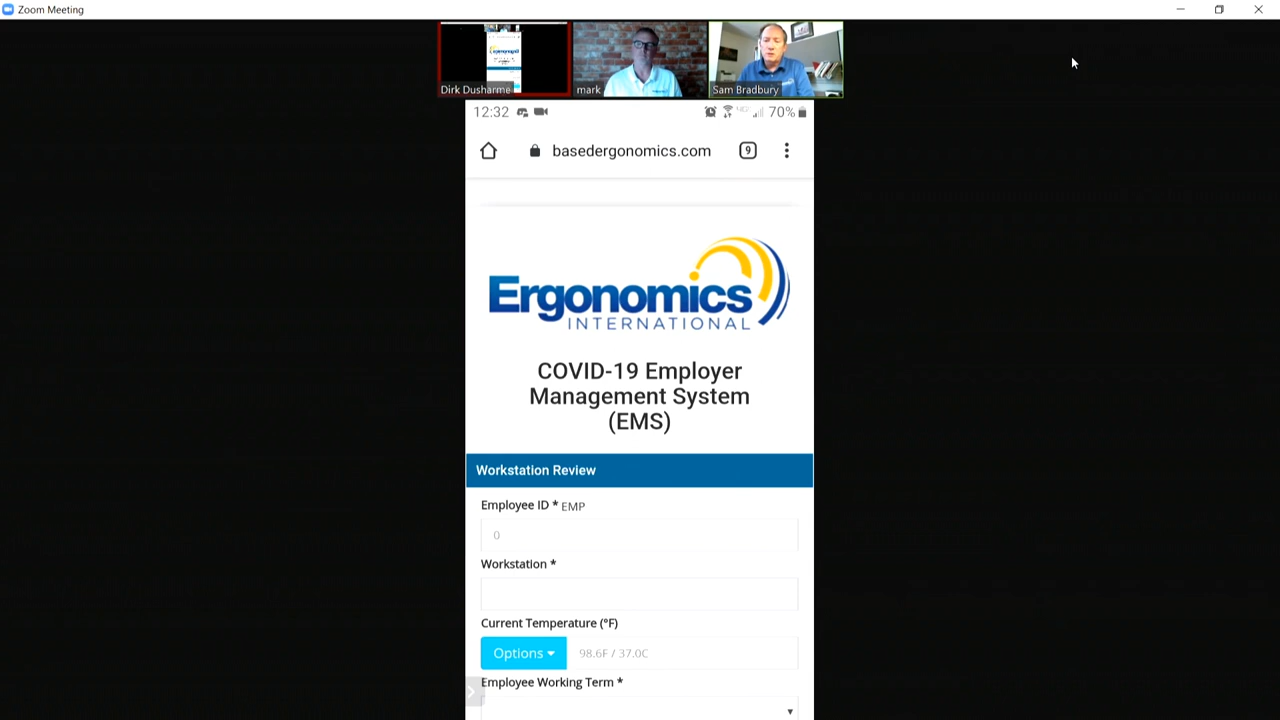 Zoom Meeting
Dirk Dusharme
mark
Sam Bradbury
12:32
70%
basedergonomics.com
9
Ergonomics
INTERNATIONAL
COVID-19 Employer
Management System
(EMS)
Workstation Review
Employee ID * EMP
0
Workstation *
Current Temperature (°F)
Options
98.6F / 37.0C
Employee Working Term *